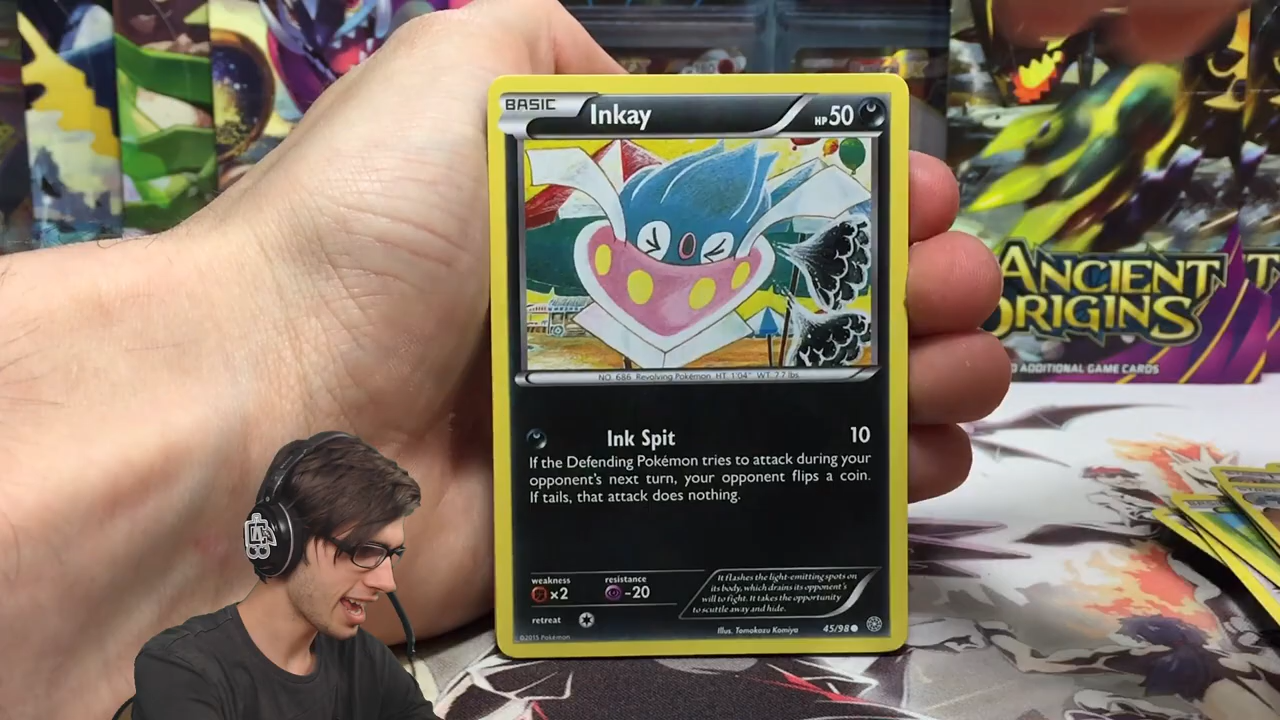 BASIC Inkay HP 50
NO. 686 Revolving Pokémon HT. 1'04" WT. 7.7 lbs.
Ink Spit 10
If the Defending Pokémon tries to attack during your
opponent's next turn, your opponent flips a coin.
If tails, that attack does nothing.
weakness resistance
×2 -20
retreat
It flashes the light-emitting spots on
its body, which drains its opponent's
will to fight. It takes the opportunity
to scuttle away and hide.
©2015 Pokémon
Illus. Tomokazu Komiya 45/98
ANCIENT
ORIGINS
ADDITIONAL GAME CARDS